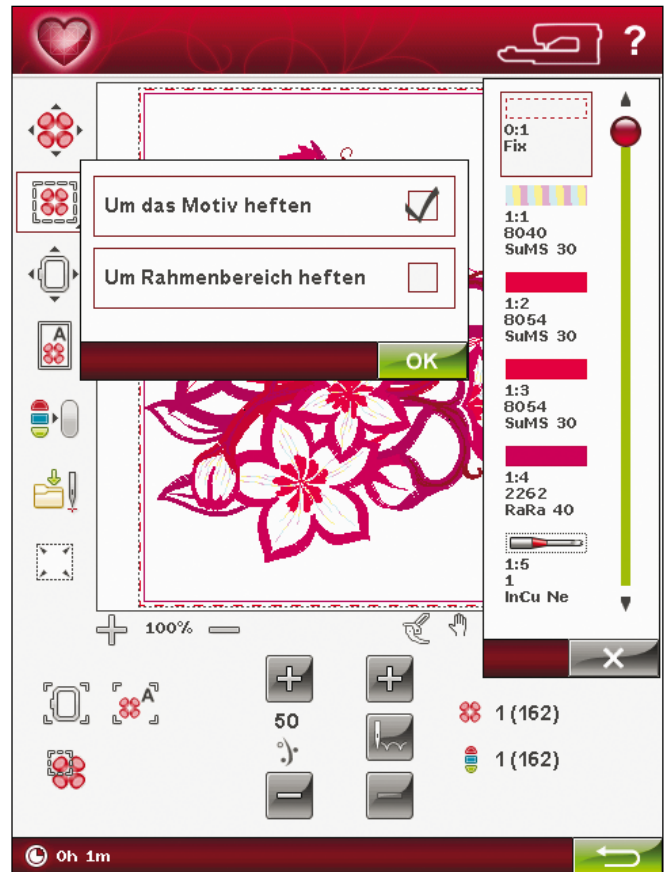 ?
0:1
Fix
1:1
8040
SuMS 30
1:2
8054
SuMS 30
1:3
8054
SuMS 30
1:4
2262
RaRa 40
1:5
1
InCu Ne
Um das Motiv heften
Um Rahmenbereich heften
OK
A
100%
A
50
1 (162)
1 (162)
0h 1m